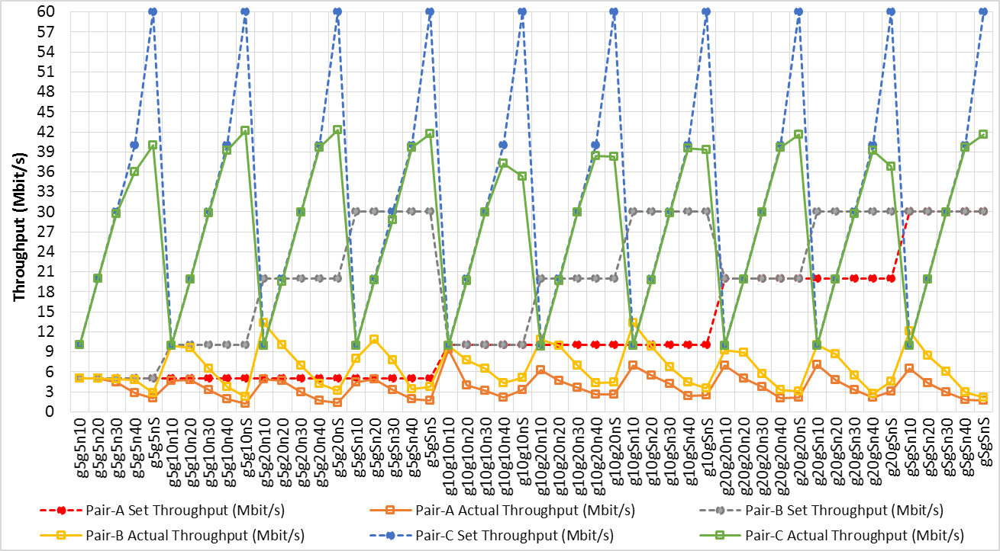 60
57
54
51
48
45
42
39
36
33
30
27
24
21
18
15
12
9
6
3
0
Throughput (Mbit/s)
g5g5n10
g5g5n20
g5g5n30
g5g5n40
g5g5nS
g5g10n10
g5g10n20
g5g10n30
g5g10n40
g5g10nS
g5g20n10
g5g20n20
g5g20n30
g5g20n40
g5g20nS
g5gSn10
g5gSn20
g5gSn30
g5gSn40
g5gSnS
g10g10n10
g10g10n20
g10g10n30
g10g10n40
g10g10nS
g10g20n10
g10g20n20
g10g20n30
g10g20n40
g10g20nS
g10gSn10
g10gSn20
g10gSn30
g10gSn40
g10gSnS
g20g20n10
g20g20n20
g20g20n30
g20g20n40
g20g20nS
g20gSn10
g20gSn20
g20gSn30
g20gSn40
g20gSnS
gSgSn10
gSgSn20
gSgSn30
gSgSn40
gSgSnS
Pair-A Set Throughput (Mbit/s)
Pair-A Actual Throughput (Mbit/s)
Pair-B Set Throughput (Mbit/s)
Pair-B Actual Throughput (Mbit/s)
Pair-C Set Throughput (Mbit/s)
Pair-C Actual Throughput (Mbit/s)